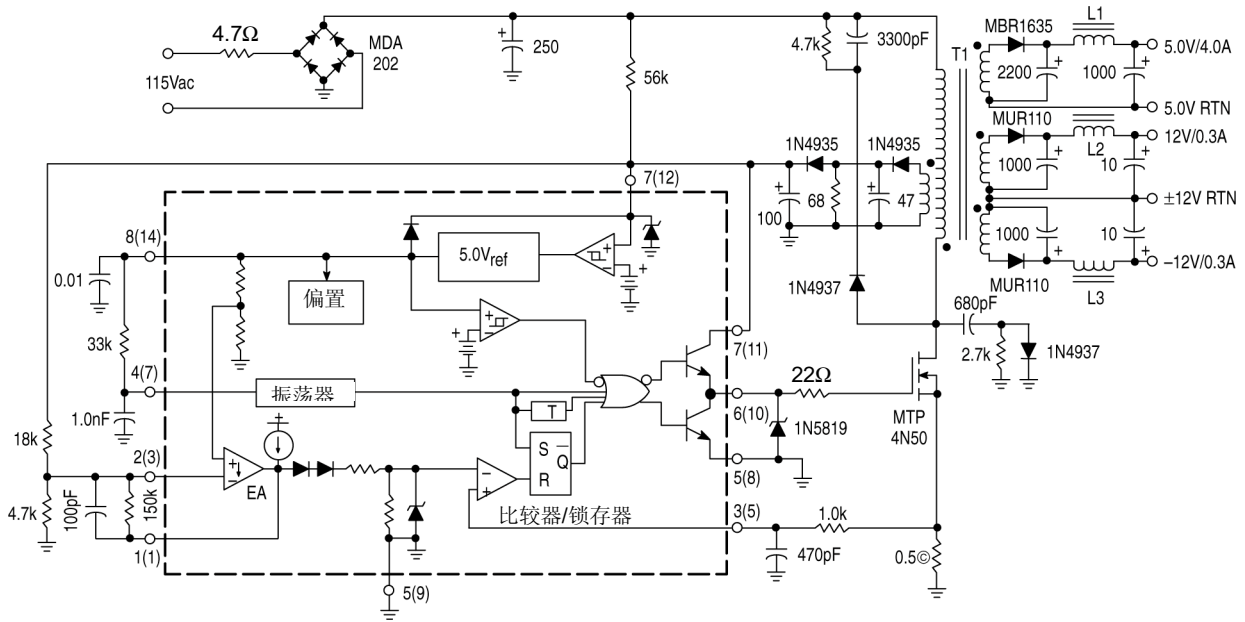 4.7Ω
MDA
202
115Vac
+
250
56k
4.7k
3300pF
T1
MBR1635
L1
5.0V/4.0A
2200
+
1000
+
5.0V RTN
MUR110
12V/0.3A
1000
+
L2
10
+
±12V RTN
1000
+
10
+
–12V/0.3A
MUR110
L3
1N4935
1N4935
+
100
68
+
47
7(12)
8(14)
0.01
5.0Vref
+
–
+
偏置
1N4937
680pF
2.7k
1N4937
33k
+
–
+
7(11)
4(7)
振荡器
22Ω
1.0nF
T
6(10)
1N5819
MTP
4N50
18k
+
S
Q
R
2(3)
+
–
EA
–
+
5(8)
4.7k
100pF
150k
比较器/锁存器
3(5)
1.0k
1(1)
470pF
0.5©
5(9)